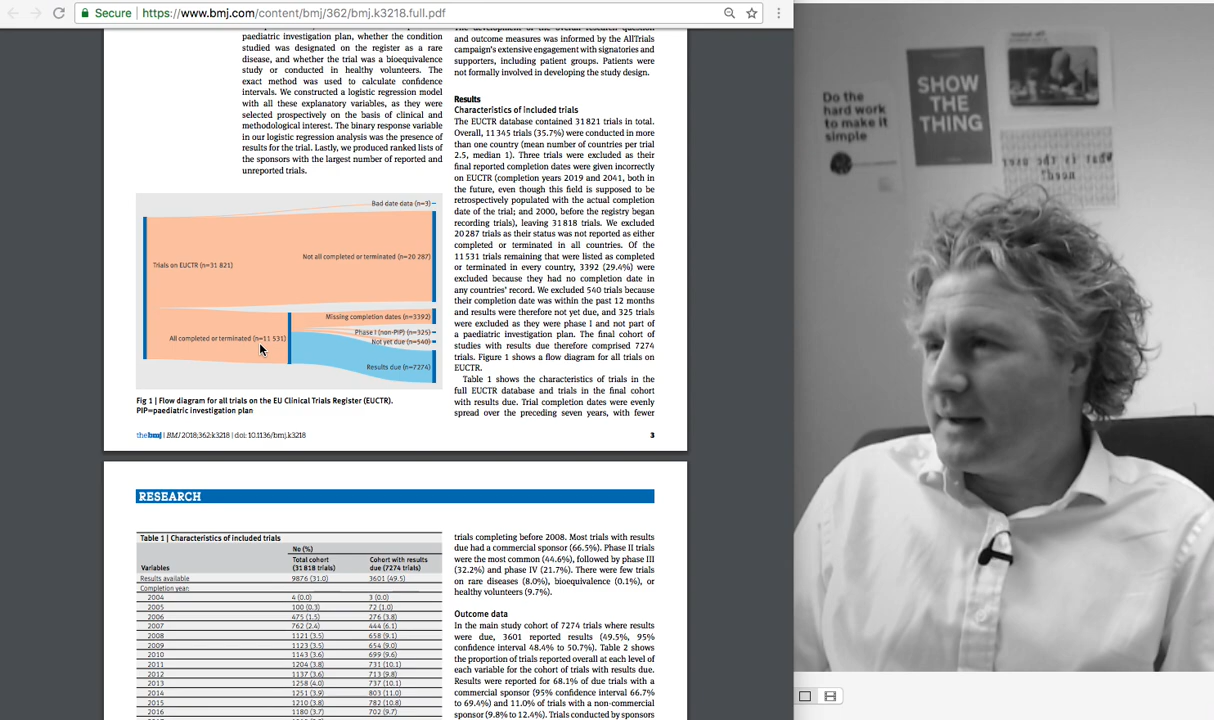 Secure | https://www.bmj.com/content/bmj/362/bmj.k3218.full.pdf
paediatric investigation plan, whether the condition
studied was designated on the register as a rare
disease, and whether the trial was a bioequivalence
study or conducted in healthy volunteers. The
exact method was used to calculate confidence
intervals. We constructed a logistic regression model
with all these explanatory variables, as they were
selected prospectively on the basis of clinical and
methodological interest. The binary response variable
in our logistic regression analysis was the presence of
results for the trial. Lastly, we produced ranked lists of
the sponsors with the largest number of reported and
unreported trials.
Bad date data (n=3)
Trials on EUCTR (n=31 821)
Not all completed or terminated (n=20 287)
Missing completion dates (n=3392)
Phase I (non-PIP) (n=325)
All completed or terminated (n=11 531)
Not yet due (n=540)
Results due (n=7274)
Fig 1 | Flow diagram for all trials on the EU Clinical Trials Register (EUCTR).
PIP=paediatric investigation plan
and outcome measures was informed by the AllTrials
campaign's extensive engagement with signatories and
supporters, including patient groups. Patients were
not formally involved in developing the study design.
Results
Characteristics of included trials
The EUCTR database contained 31 821 trials in total.
Overall, 11 345 trials (35.7%) were conducted in more
than one country (mean number of countries per trial
2.5, median 1). Three trials were excluded as their
final reported completion dates were given incorrectly
on EUCTR (completion years 2019 and 2041, both in
the future, even though this field is supposed to be
retrospectively populated with the actual completion
date of the trial; and 2000, before the registry began
recording trials), leaving 31 818 trials. We excluded
20 287 trials as their status was not reported as either
completed or terminated in all countries. Of the
11 531 trials remaining that were listed as completed
or terminated in every country, 3392 (29.4%) were
excluded because they had no completion date in
any countries' record. We excluded 540 trials because
their completion date was within the past 12 months
and results were therefore not yet due, and 325 trials
were excluded as they were phase I and not part of
a paediatric investigation plan. The final cohort of
studies with results due therefore comprised 7274
trials. Figure 1 shows a flow diagram for all trials on
EUCTR.
Table 1 shows the characteristics of trials in the
full EUCTR database and trials in the final cohort
with results due. Trial completion dates were evenly
spread over the preceding seven years, with fewer
thebmj | BMJ 2018;362:k3218 | doi: 10.1136/bmj.k3218
3
RESEARCH
Table 1 | Characteristics of included trials
No (%)
Variables Total cohort (31 818 trials) Cohort with results due (7274 trials)
Results available 9876 (31.0) 3601 (49.5)
Completion year:
2004 4 (0.0) 3 (0.0)
2005 100 (0.3) 72 (1.0)
2006 475 (1.5) 276 (3.8)
2007 762 (2.4) 444 (6.1)
2008 1121 (3.5) 658 (9.1)
2009 1123 (3.5) 654 (9.0)
2010 1143 (3.6) 699 (9.6)
2011 1204 (3.8) 731 (10.1)
2012 1137 (3.6) 713 (9.8)
2013 1258 (4.0) 737 (10.1)
2014 1251 (3.9) 803 (11.0)
2015 1210 (3.8) 782 (10.8)
2016 1180 (3.7) 702 (9.7)
trials completing before 2008. Most trials with results
due had a commercial sponsor (66.5%). Phase II trials
were the most common (44.6%), followed by phase III
(32.2%) and phase IV (21.7%). There were few trials
on rare diseases (8.0%), bioequivalence (0.1%), or
healthy volunteers (9.7%).
Outcome data
In the main study cohort of 7274 trials where results
were due, 3601 reported results (49.5%, 95%
confidence interval 48.4% to 50.7%). Table 2 shows
the proportion of trials reported overall at each level of
each variable for the cohort of trials with results due.
Results were reported for 68.1% of due trials with a
commercial sponsor (95% confidence interval 66.7%
to 69.4%) and 11.0% of trials with a non-commercial
sponsor (9.8% to 12.4%). Trials conducted by sponsors
Do the
hard work
to make it
simple
SHOW
THE
THING